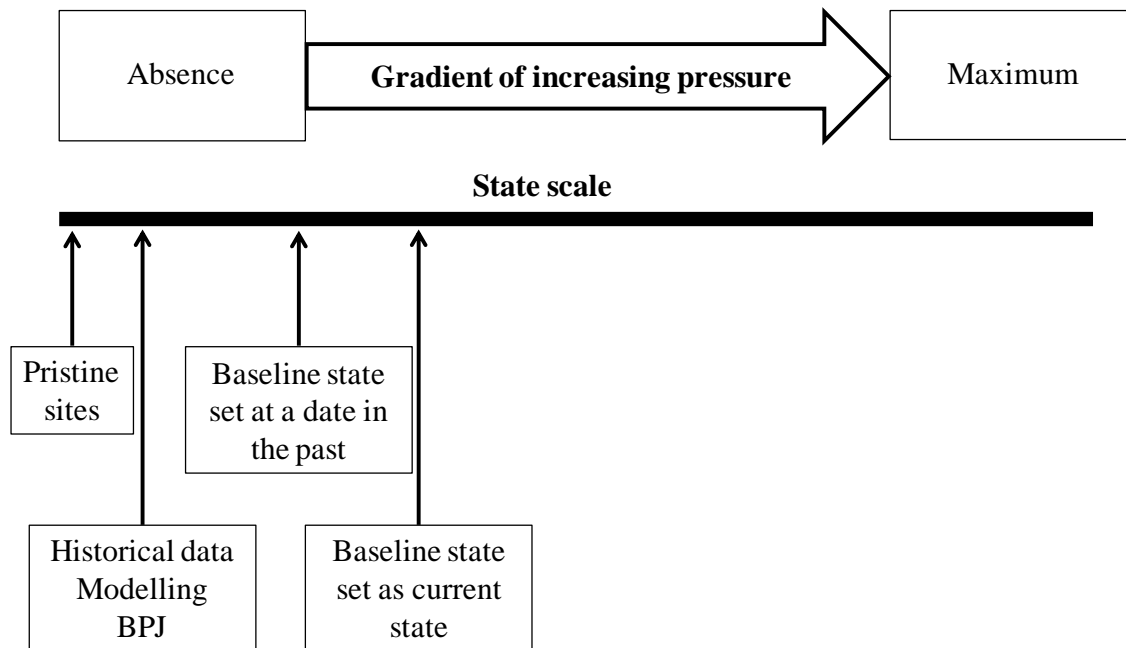 Absence
Gradient of increasing pressure
Maximum
State scale
Pristine
sites
Baseline state
set at a date in
the past
Historical data
Modelling
BPJ
Baseline state
set as current
state